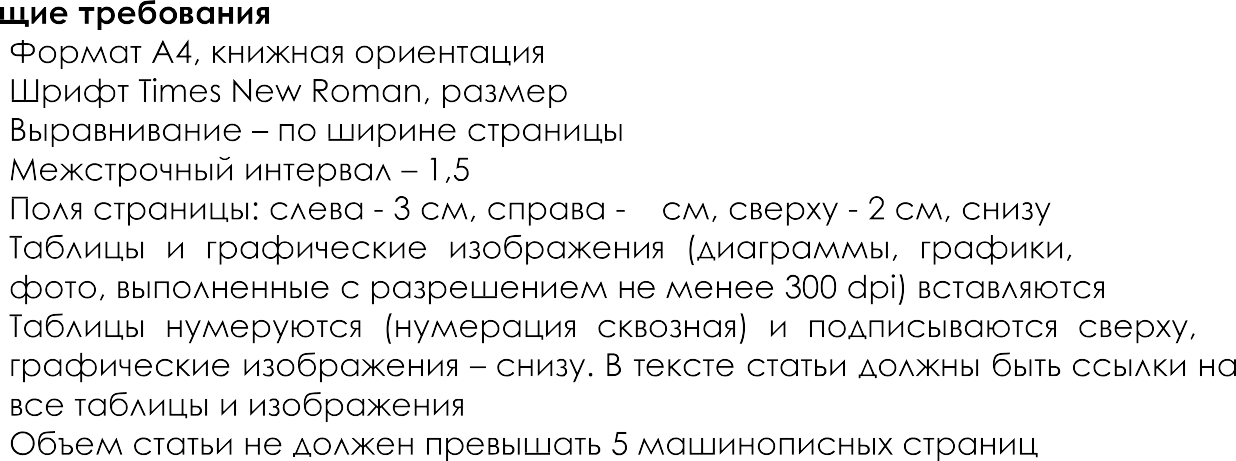 щие требования
Формат А4, книжная ориентация
Шрифт Times New Roman, размер
Выравнивание – по ширине страницы
Межстрочный интервал – 1,5
Поля страницы: слева - 3 см, справа - см, сверху - 2 см, снизу
Таблицы и графические изображения (диаграммы, графики,
фото, выполненные с разрешением не менее 300 dpi) вставляются
Таблицы нумеруются (нумерация сквозная) и подписываются сверху,
графические изображения – снизу. В тексте статьи должны быть ссылки на
все таблицы и изображения
Объем статьи не должен превышать 5 машинописных страниц